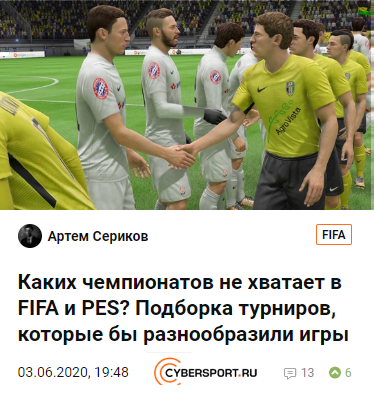 AgroVista
Артем Сериков
FIFA
Каких чемпионатов не хватает в
FIFA и PES? Подборка турниров,
которые бы разнообразили игры
03.06.2020, 19:48
CYBERSPORT.RU
13
6